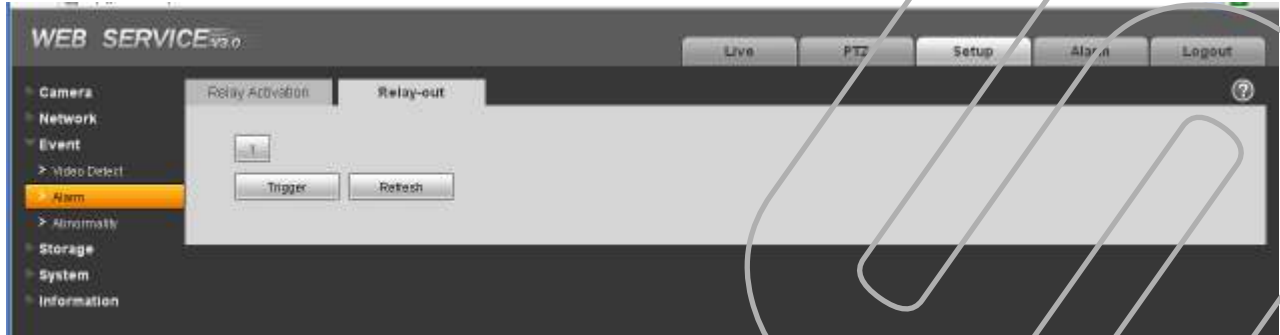 WEB SERVICE V3.0
Live PTZ Setup Alarm Logout
Camera
Network
Event
> Video Detect
> Alarm
> Abnormality
Storage
System
Information
Relay Activation Relay-out
?
1
Trigger Refresh